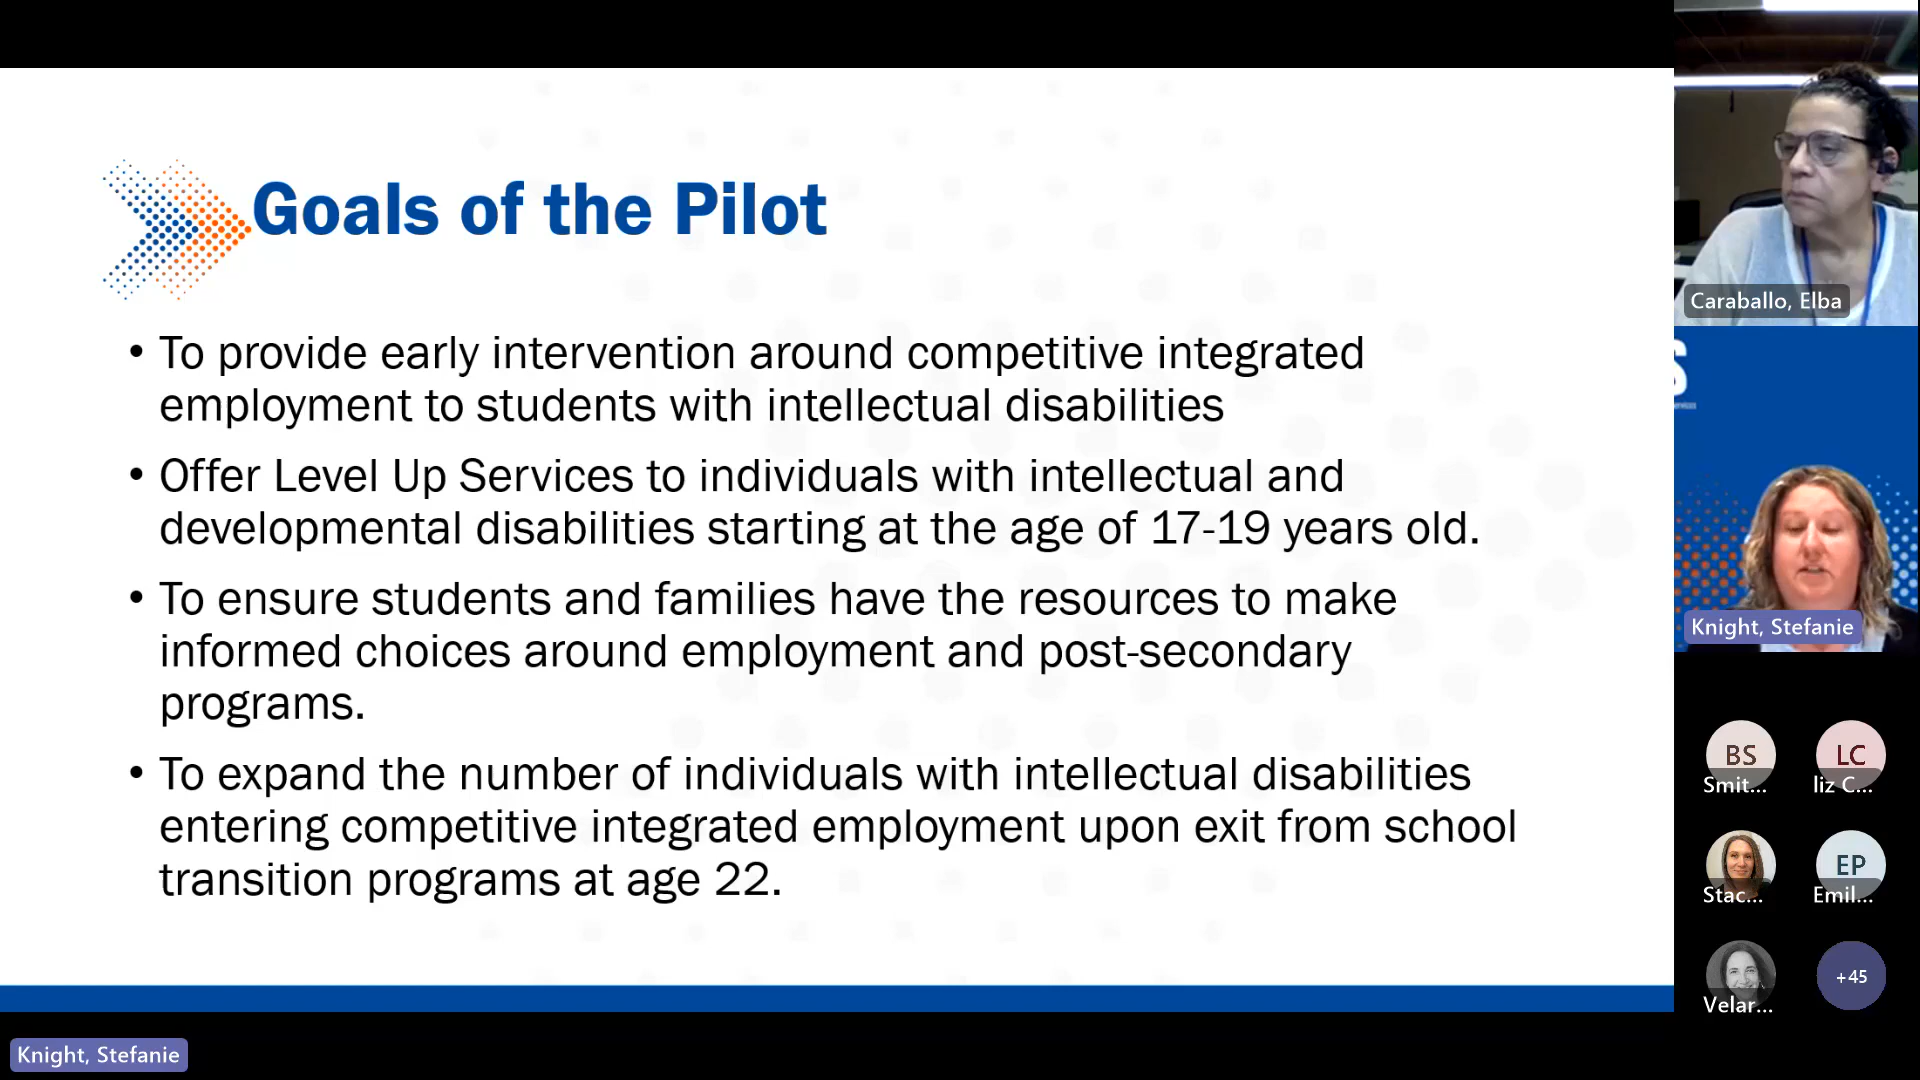 Goals of the Pilot
• To provide early intervention around competitive integrated
employment to students with intellectual disabilities
• Offer Level Up Services to individuals with intellectual and
developmental disabilities starting at the age of 17-19 years old.
• To ensure students and families have the resources to make
informed choices around employment and post-secondary
programs.
• To expand the number of individuals with intellectual disabilities
entering competitive integrated employment upon exit from school
transition programs at age 22.
Knight, Stefanie
Caraballo, Elba
S
Knight, Stefanie
BS
Smit...
LC
liz C...
Stac...
EP
Emil...
Velar...
+45